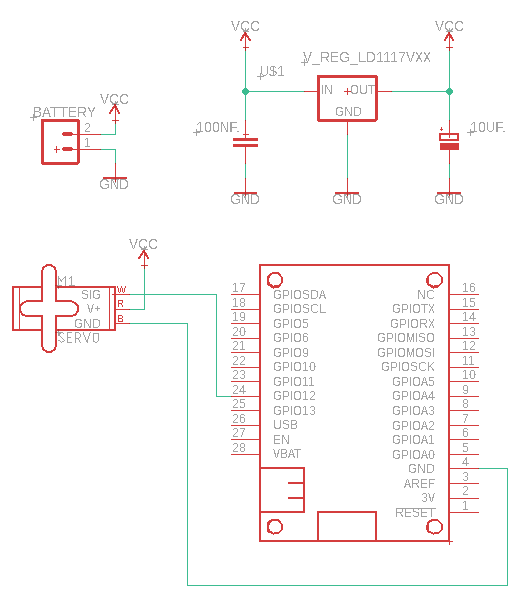 VCC VCC
V_REG_LD1117VXX
U$1
IN OUT
GND
BATTERY VCC
2
1
GND
100NF. 10UF.
GND GND GND
VCC
M1
SIG W
V+ R
GND B
SERVO
17 GPIOSDA NC 16
18 GPIOSCL GPIOTX 15
19 GPIO5 GPIORX 14
20 GPIO6 GPIOMISO 13
21 GPIO9 GPIOMOSI 12
22 GPIO10 GPIOSCK 11
23 GPIO11 GPIOA5 10
24 GPIO12 GPIOA4 9
25 GPIO13 GPIOA3 8
26 USB GPIOA2 7
27 EN GPIOA1 6
28 VBAT GPIOA0 5
GND 4
AREF 3
3V 2
RESET 1